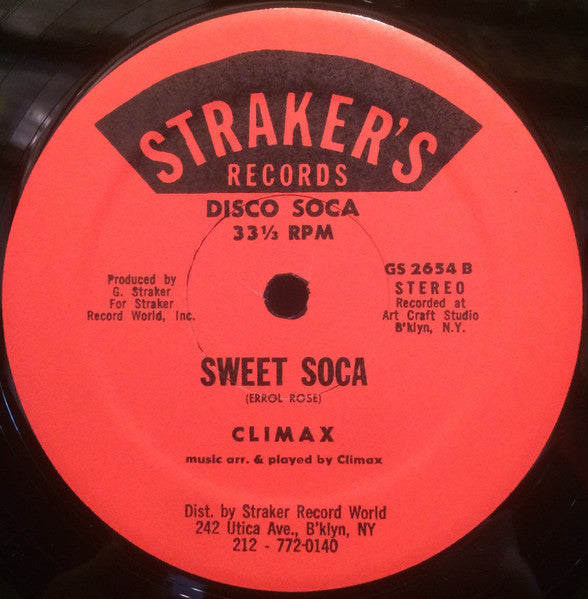 STRAKER'S
RECORDS
DISCO SOCA
33⅓ RPM
Produced by
G. Straker
For Straker
Record World, Inc.
GS 2654 B
STEREO
Recorded at
Art Craft Studio
B'klyn, N.Y.
SWEET SOCA
(ERROL ROSE)
CLIMAX
music arr. & played by Climax
Dist. by Straker Record World
242 Utica Ave., B'klyn, NY
212 - 772-0140